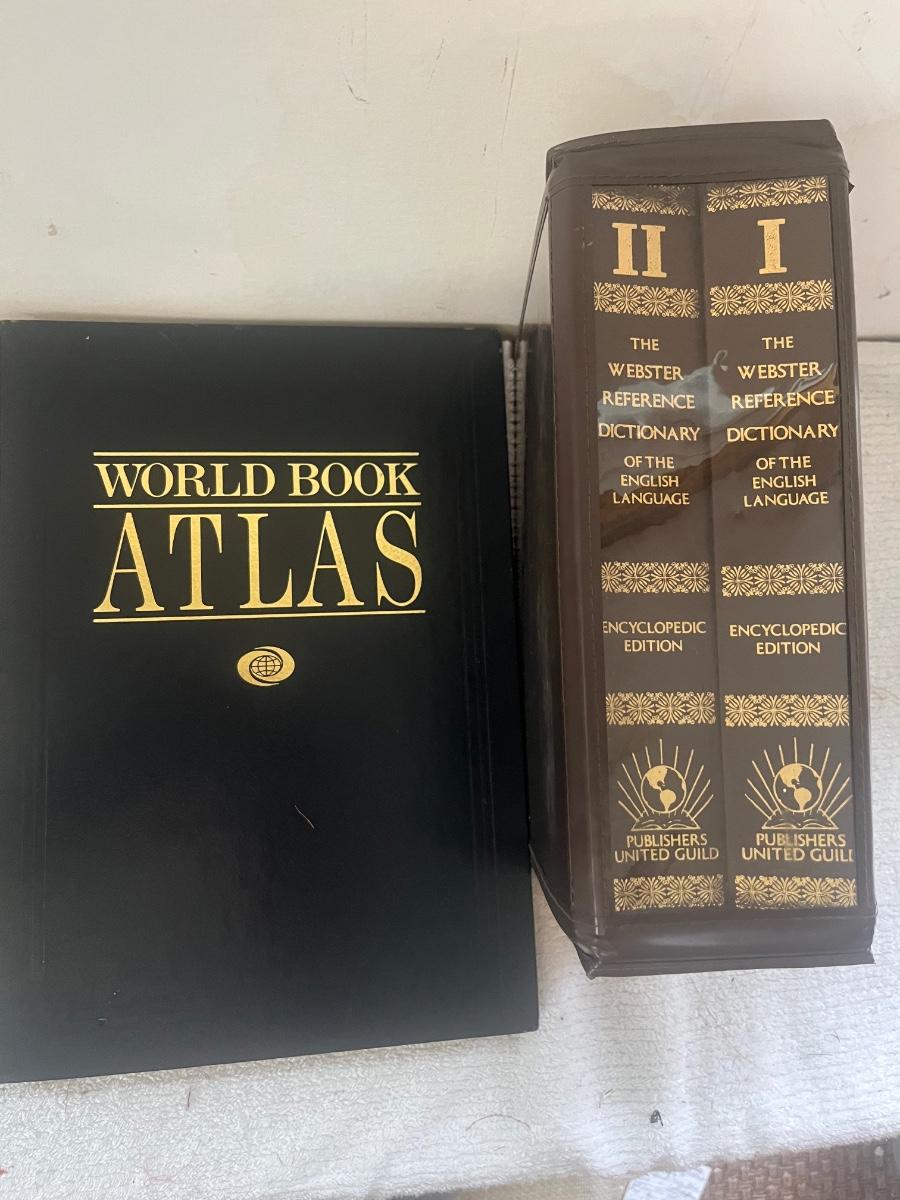 WORLD BOOK
ATLAS
II
THE
WEBSTER
REFERENCE
DICTIONARY
OF THE
ENGLISH
LANGUAGE
ENCYCLOPEDIC
EDITION
PUBLISHERS
UNITED GUILD
I
THE
WEBSTER
REFERENCE
DICTIONARY
OF THE
ENGLISH
LANGUAGE
ENCYCLOPEDIC
EDITION
PUBLISHERS
UNITED GUIL